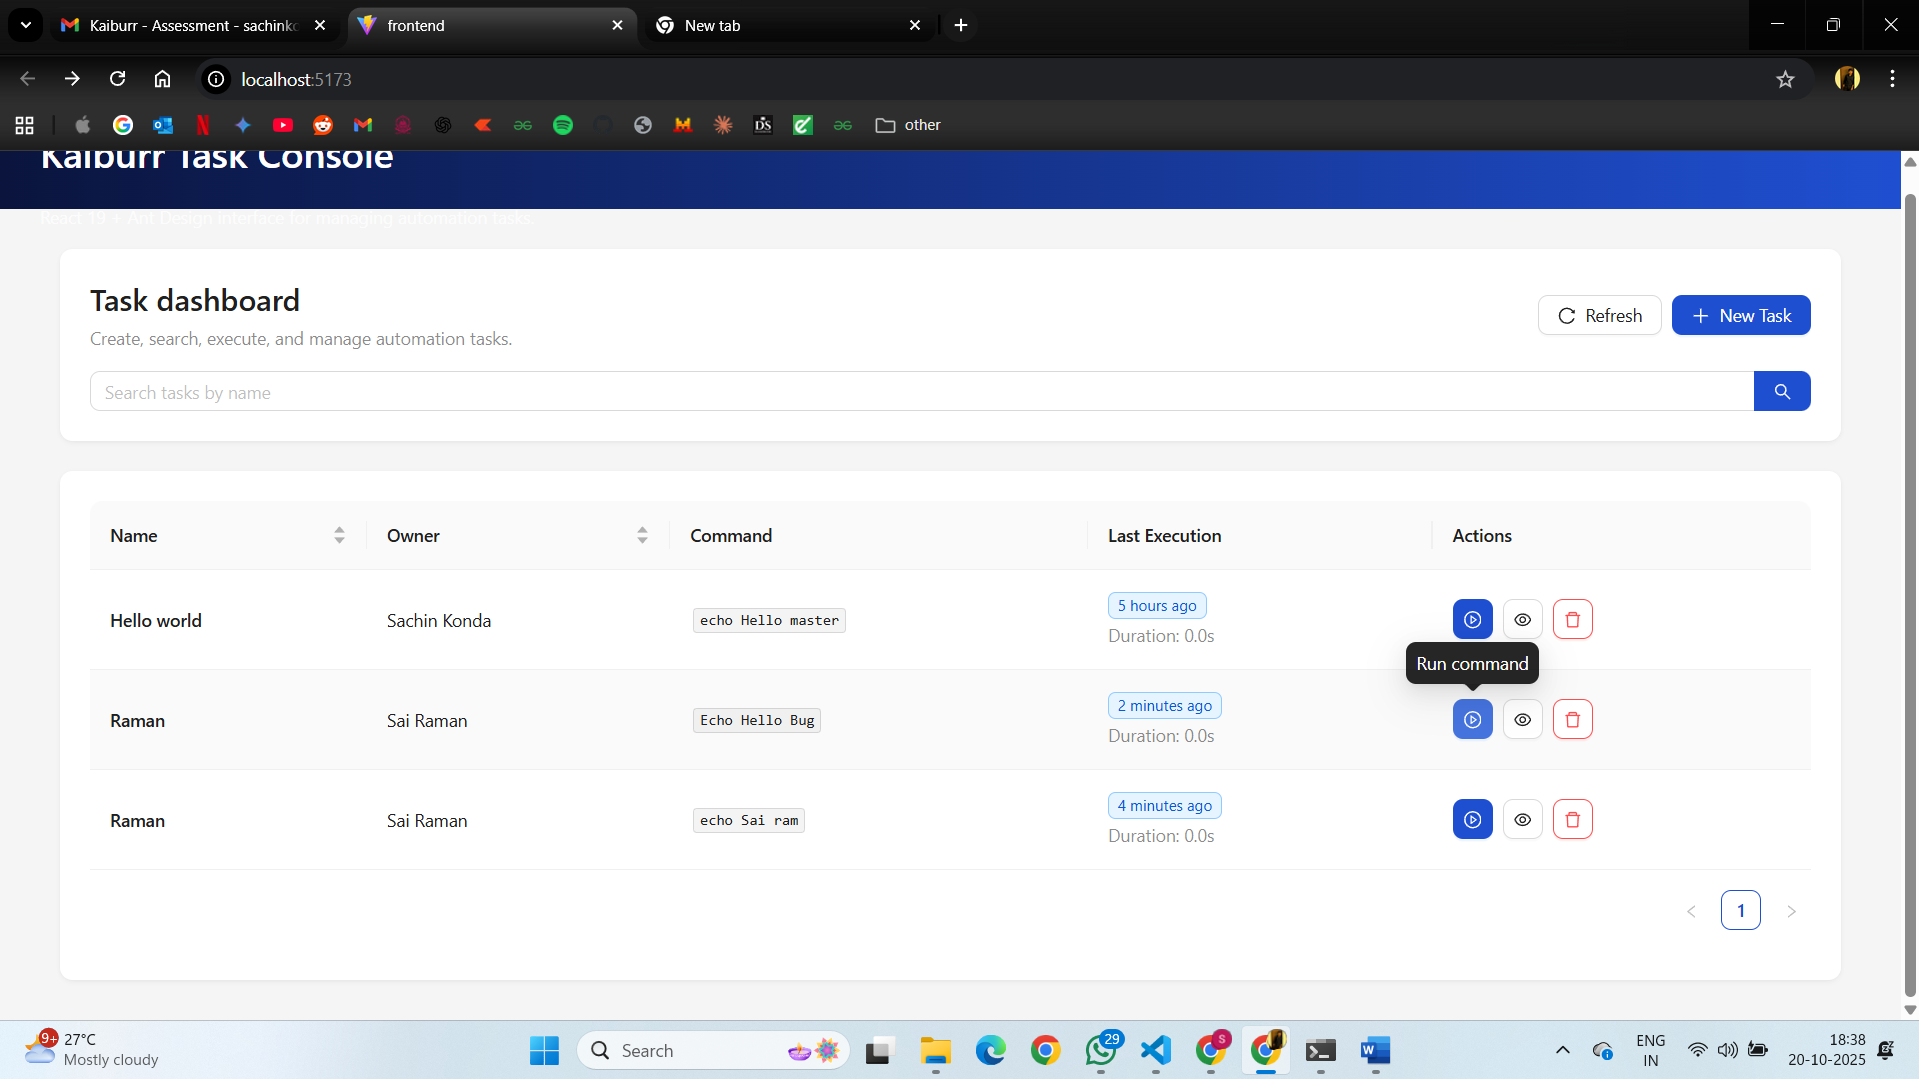 Kaiburr - Assessment - sachinko
frontend
New tab
localhost:5173
other
Kaiburr Task Console
React 19 + Ant Design interface for managing automation tasks.
Task dashboard
Create, search, execute, and manage automation tasks.
Refresh
New Task
Search tasks by name
Name
Owner
Command
Last Execution
Actions
Hello world
Sachin Konda
echo Hello master
5 hours ago
Duration: 0.0s
Run command
Raman
Sai Raman
Echo Hello Bug
2 minutes ago
Duration: 0.0s
Raman
Sai Raman
echo Sai ram
4 minutes ago
Duration: 0.0s
1
9+
27°C
Mostly cloudy
Search
29
S
ENG
IN
18:38
20-10-2025